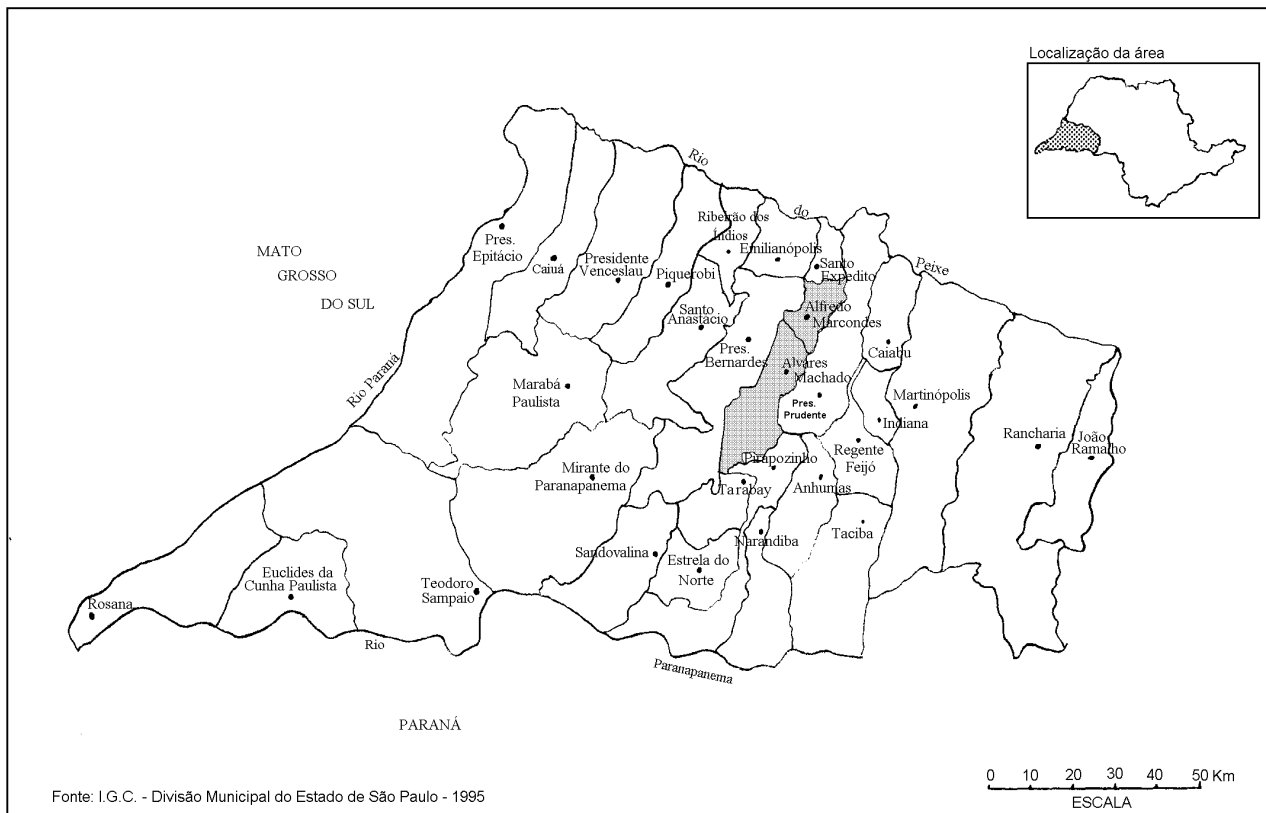 Localização da área
Rio
do
Peixe
Ribeirão dos
Índios
Emilianópolis
Santo
Expedito
Pres.
Epitácio
Caiuá
Presidente
Venceslau
Piquerobi
Santo
Anastácio
Alfredo
Marcondes
MATO
GROSSO
DO SUL
Pres.
Bernardes
Alvares
Machado
Caiabu
Rio Paraná
Marabá
Paulista
Pres.
Prudente
Martinópolis
Indiana
Regente
Feijó
Rancharia
João
Ramalho
Mirante do
Paranapanema
Pirapozinho
Tarabay
Anhumas
Sandovalina
Estrela do
Norte
Narandiba
Taciba
Euclides da
Cunha Paulista
Teodoro
Sampaio
Rosana
Rio
Paranapanema
PARANÁ
0 10 20 30 40 50 Km
ESCALA
Fonte: I.G.C. - Divisão Municipal do Estado de São Paulo - 1995